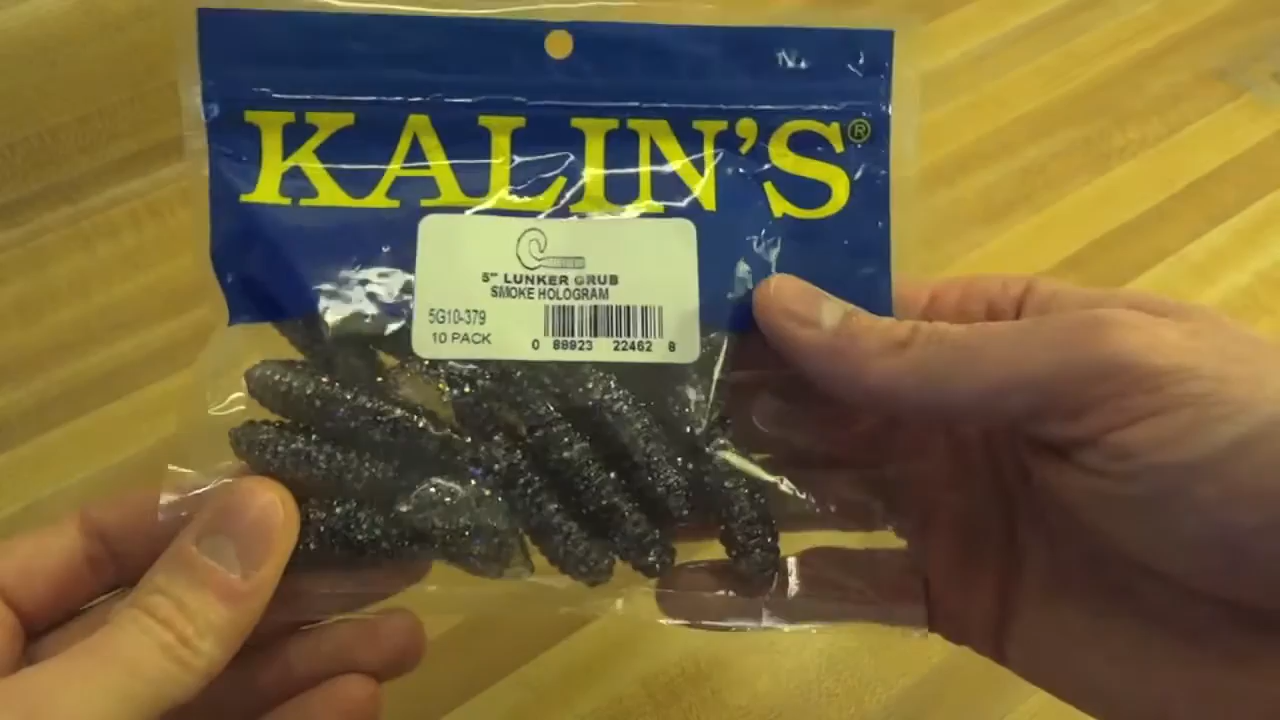 KALIN'S®
5" LUNKER GRUB
SMOKE HOLOGRAM
5G10-379
10 PACK
0 88923 22462 8